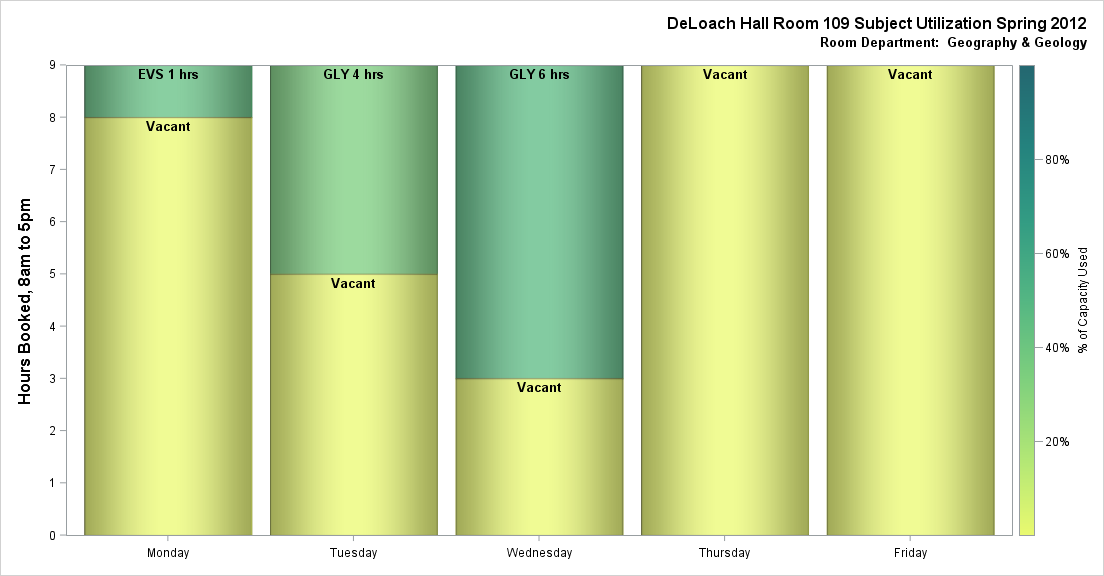 DeLoach Hall Room 109 Subject Utilization Spring 2012
Room Department:  Geography & Geology
Hours Booked, 8am to 5pm
9
8
7
6
5
4
3
2
1
0
EVS 1 hrs
Vacant
GLY 4 hrs
Vacant
GLY 6 hrs
Vacant
Vacant
Vacant
Monday
Tuesday
Wednesday
Thursday
Friday
80%
60%
40%
20%
% of Capacity Used